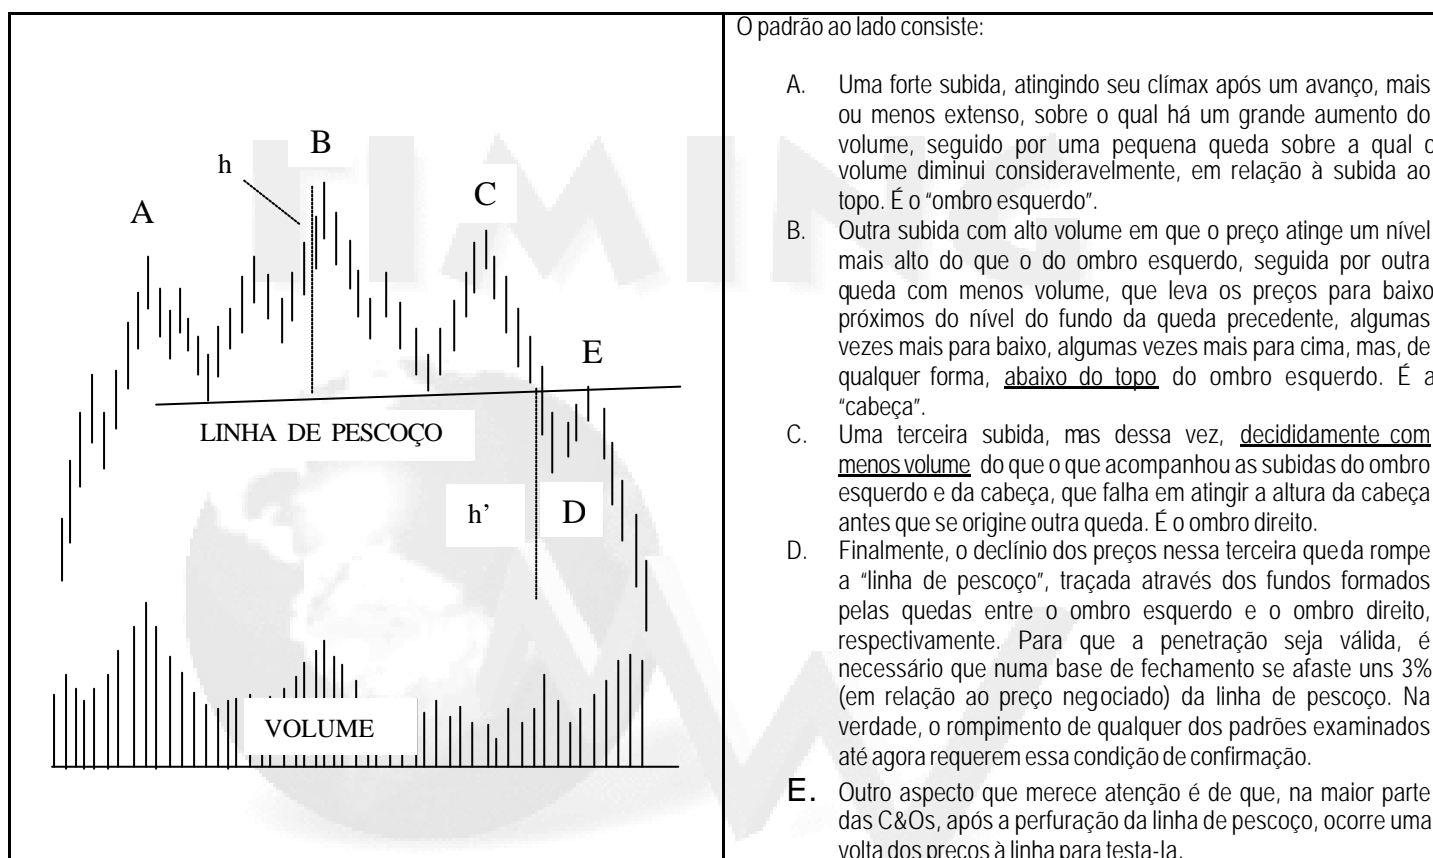 B
h
A
C
E
LINHA DE PESCOÇO
h’
D
VOLUME
O padrão ao lado consiste:
A. Uma forte subida, atingindo seu clímax após um avanço, mais
ou menos extenso, sobre o qual há um grande aumento do
volume, seguido por uma pequena queda sobre a qual o
volume diminui consideravelmente, em relação à subida ao
topo. É o “ombro esquerdo”.
B. Outra subida com alto volume em que o preço atinge um nível
mais alto do que o do ombro esquerdo, seguida por outra
queda com menos volume, que leva os preços para baixo
próximos do nível do fundo da queda precedente, algumas
vezes mais para baixo, algumas vezes mais para cima, mas, de
qualquer forma, abaixo do topo do ombro esquerdo. É a
“cabeça”.
C. Uma terceira subida, mas dessa vez, decididamente com
menos volume do que o que acompanhou as subidas do ombro
esquerdo e da cabeça, que falha em atingir a altura da cabeça
antes que se origine outra queda. É o ombro direito.
D. Finalmente, o declínio dos preços nessa terceira queda rompe
a “linha de pescoço”, traçada através dos fundos formados
pelas quedas entre o ombro esquerdo e o ombro direito,
respectivamente. Para que a penetração seja válida, é
necessário que numa base de fechamento se afaste uns 3%
(em relação ao preço negociado) da linha de pescoço. Na
verdade, o rompimento de qualquer dos padrões examinados
até agora requerem essa condição de confirmação.
E. Outro aspecto que merece atenção é de que, na maior parte
das C&Os, após a perfuração da linha de pescoço, ocorre uma
volta dos preços à linha para testa-la.
TIMING